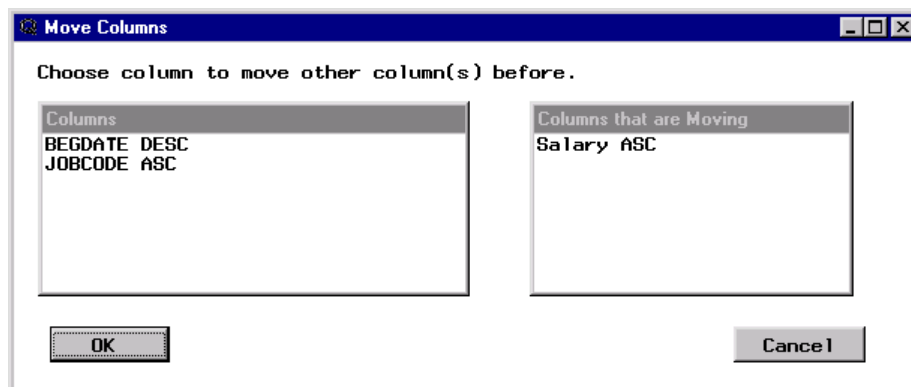 Move Columns
Choose column to move other column(s) before.
Columns
BEGDATE DESC
JOBCODE ASC
Columns that are Moving
Salary ASC
OK
Cancel